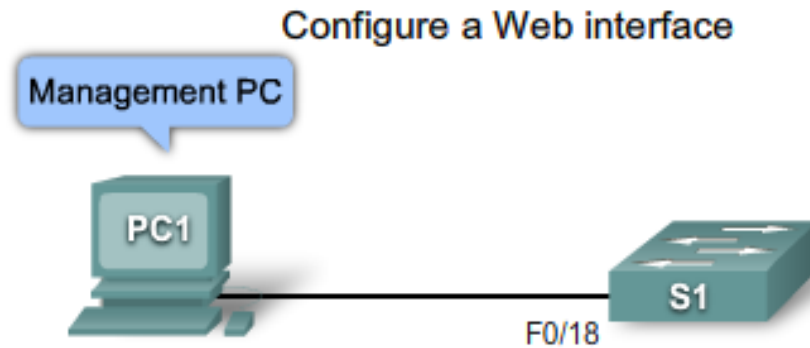 Configure a Web interface
Management PC
PC1
S1
F0/18